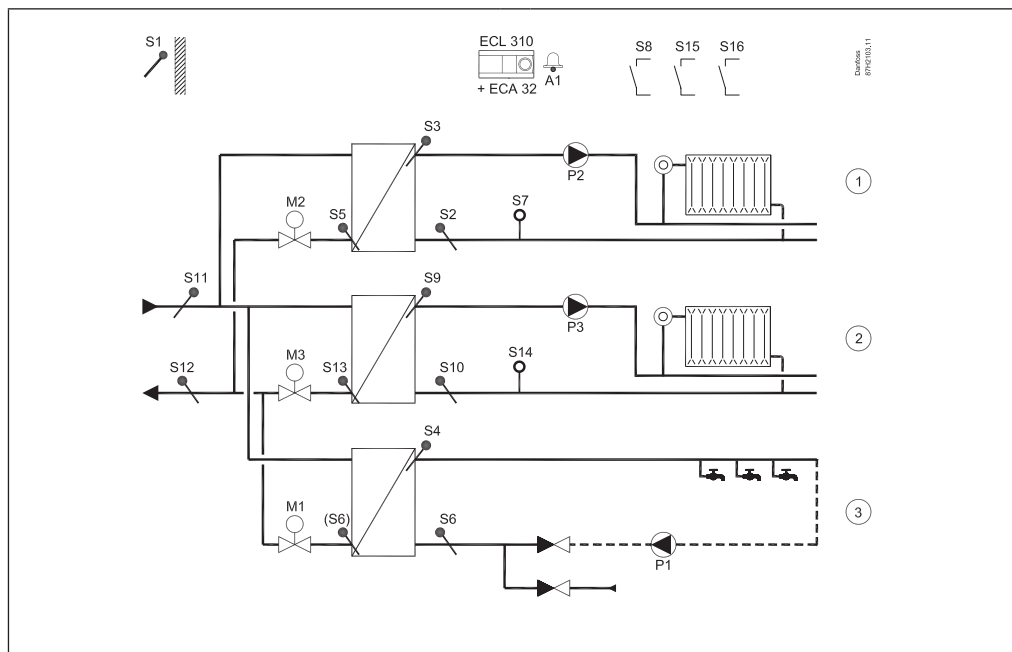 S1
ECL 310
A1
+ ECA 32
S8 S15 S16
Danfoss
87H2103.11
S3
P2
1
M2
S5
S2
S7
S11
S9
P3
2
S12
M3
S13
S10
S14
S4
M1
(S6)
S6
P1
3